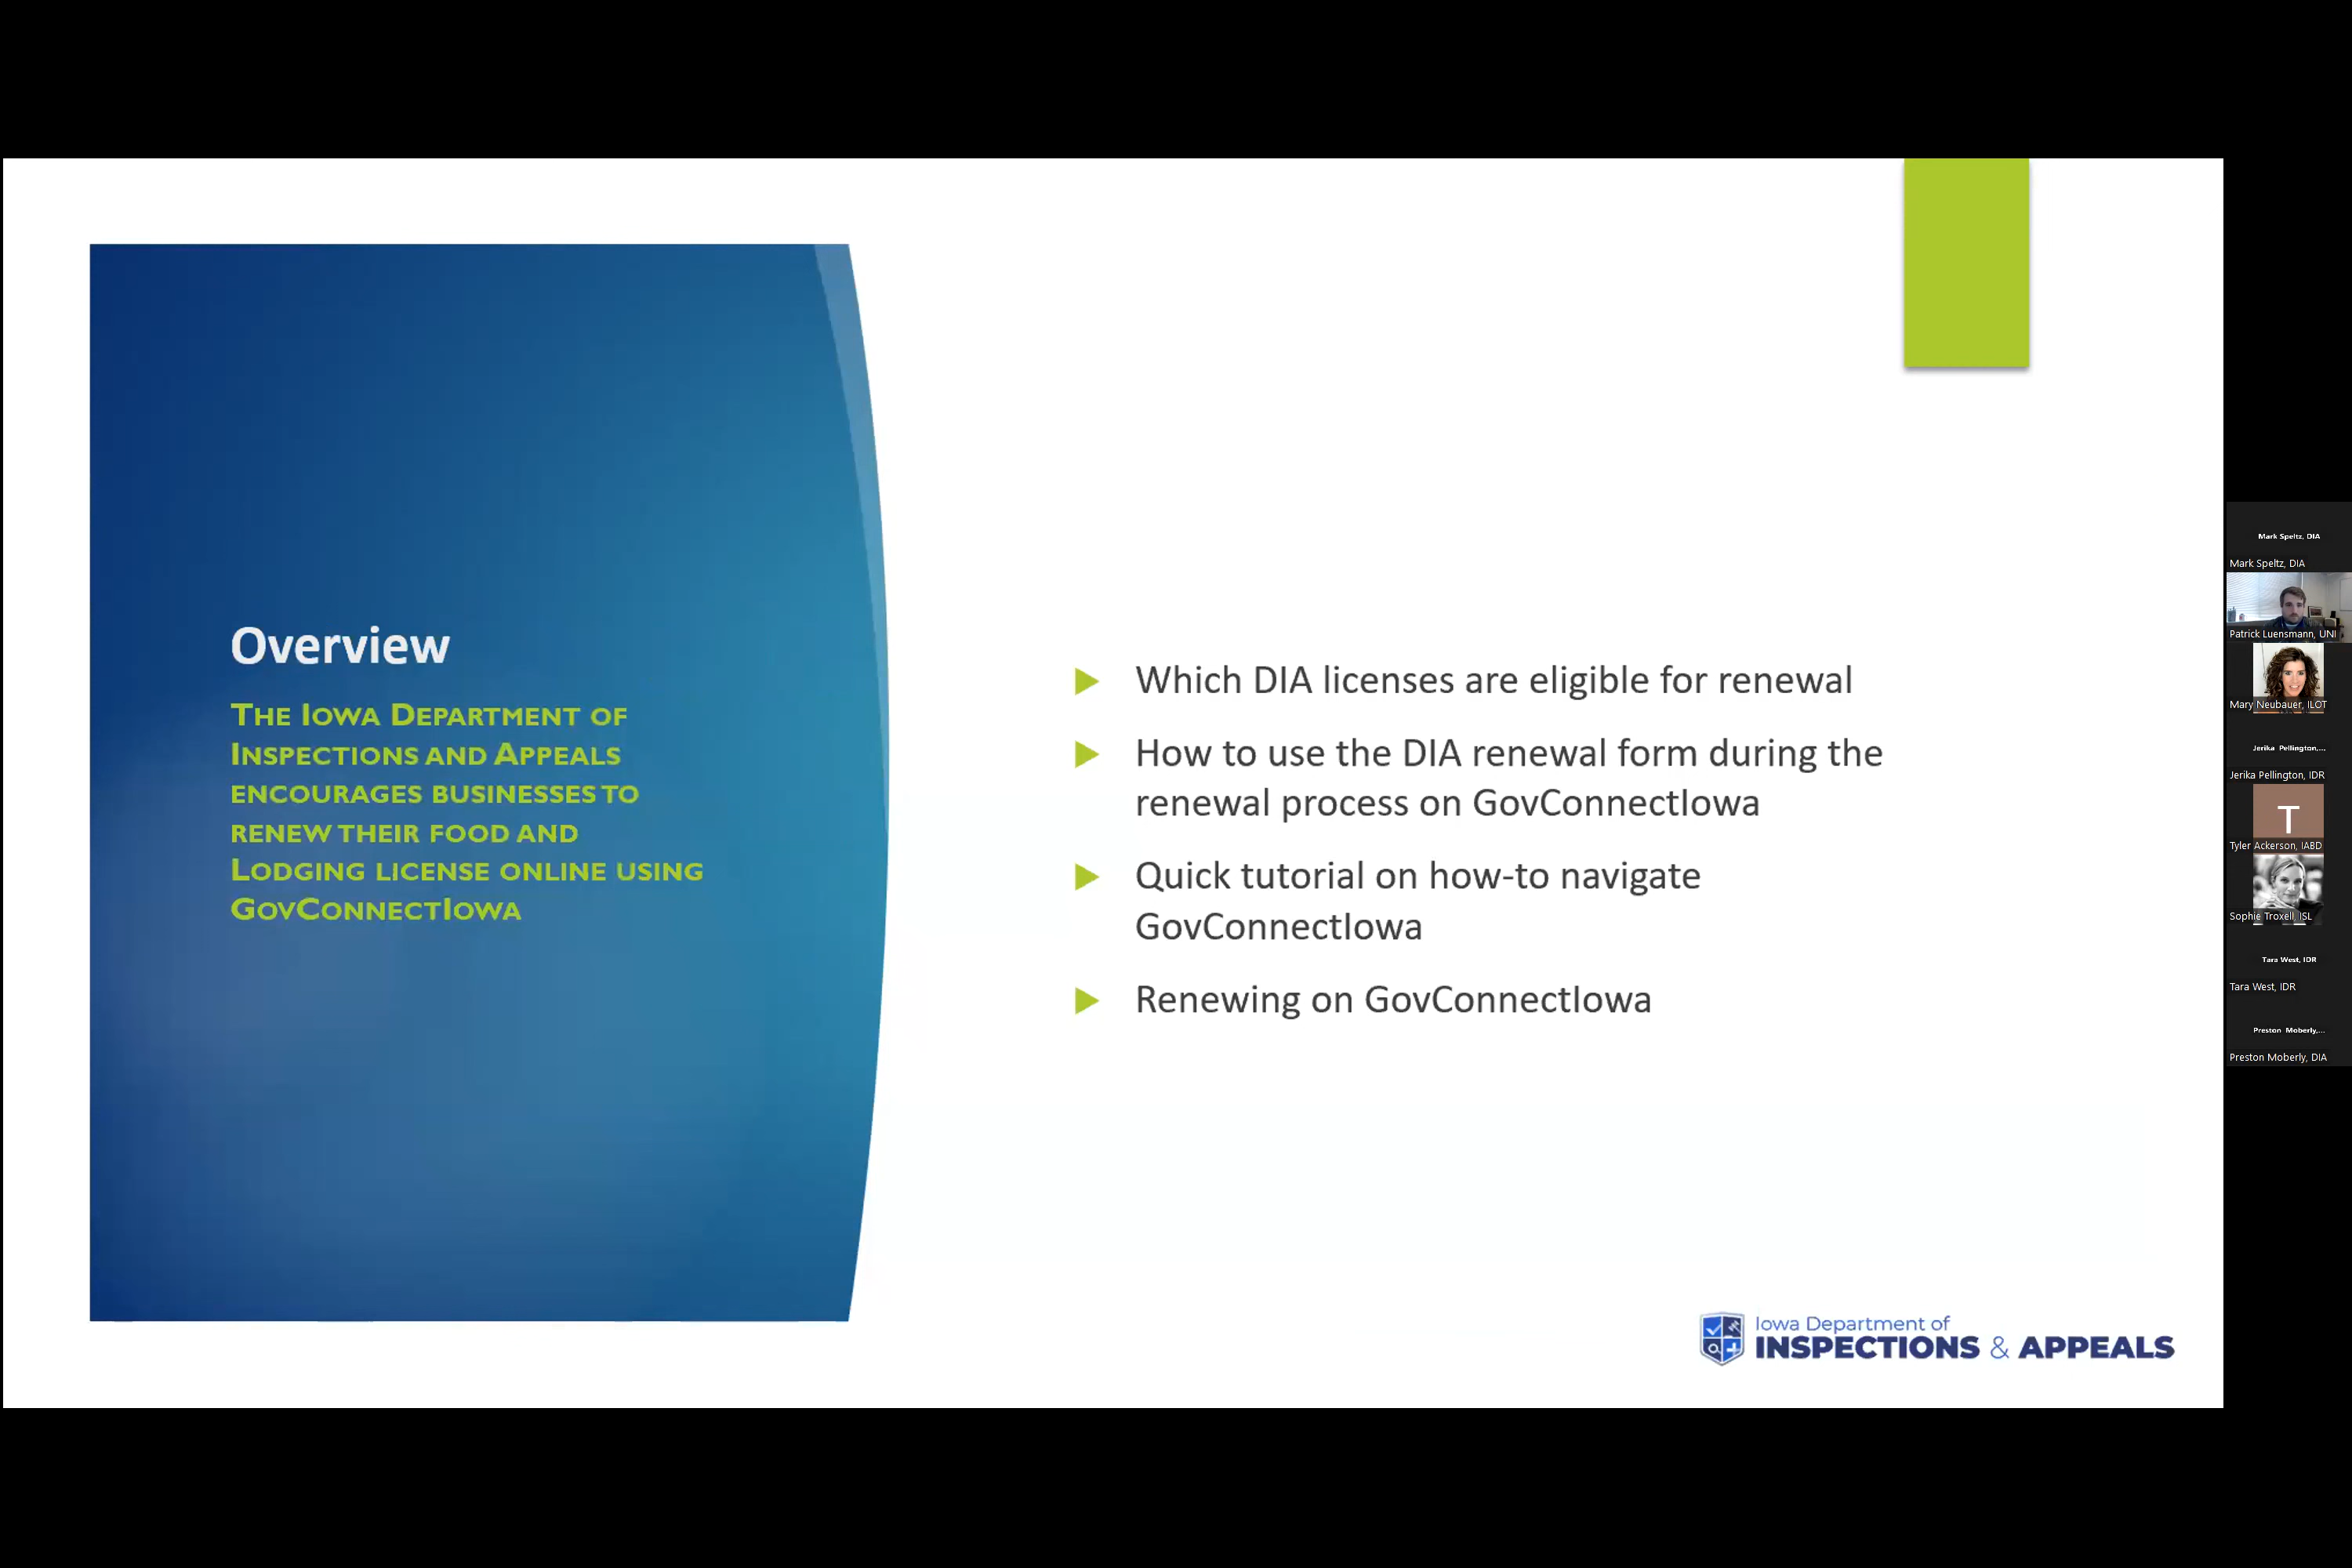 Overview
THE IOWA DEPARTMENT OF
INSPECTIONS AND APPEALS
ENCOURAGES BUSINESSES TO
RENEW THEIR FOOD AND
LODGING LICENSE ONLINE USING
GOVCONNECTIOWA
Which DIA licenses are eligible for renewal
How to use the DIA renewal form during the
renewal process on GovConnectIowa
Quick tutorial on how-to navigate
GovConnectIowa
Renewing on GovConnectIowa
Iowa Department of
INSPECTIONS & APPEALS
Mark Speltz, DIA
Mark Speltz, DIA
Patrick Luensmann, UNI
Mary Neubauer, ILOT
Jerika Pellington,...
Jerika Pellington, IDR
T
Tyler Ackerson, IABD
Sophie Troxell, ISL
Tara West, IDR
Tara West, IDR
Preston Moberly,...
Preston Moberly, DIA